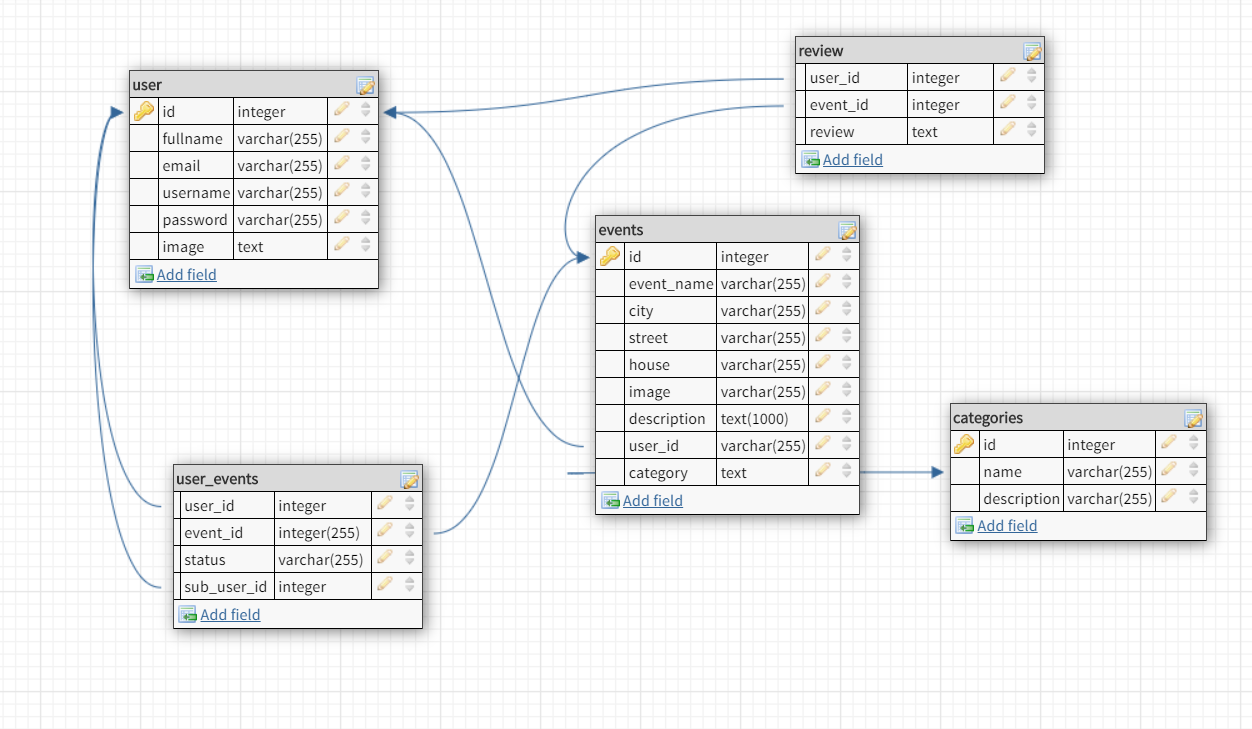 user
id integer
fullname varchar(255)
email varchar(255)
username varchar(255)
password varchar(255)
image text
Add field
review
user_id integer
event_id integer
review text
Add field
events
id integer
event_name varchar(255)
city varchar(255)
street varchar(255)
house varchar(255)
image varchar(255)
description text(1000)
user_id varchar(255)
category text
Add field
categories
id integer
name varchar(255)
description varchar(255)
Add field
user_events
user_id integer
event_id integer(255)
status varchar(255)
sub_user_id integer
Add field